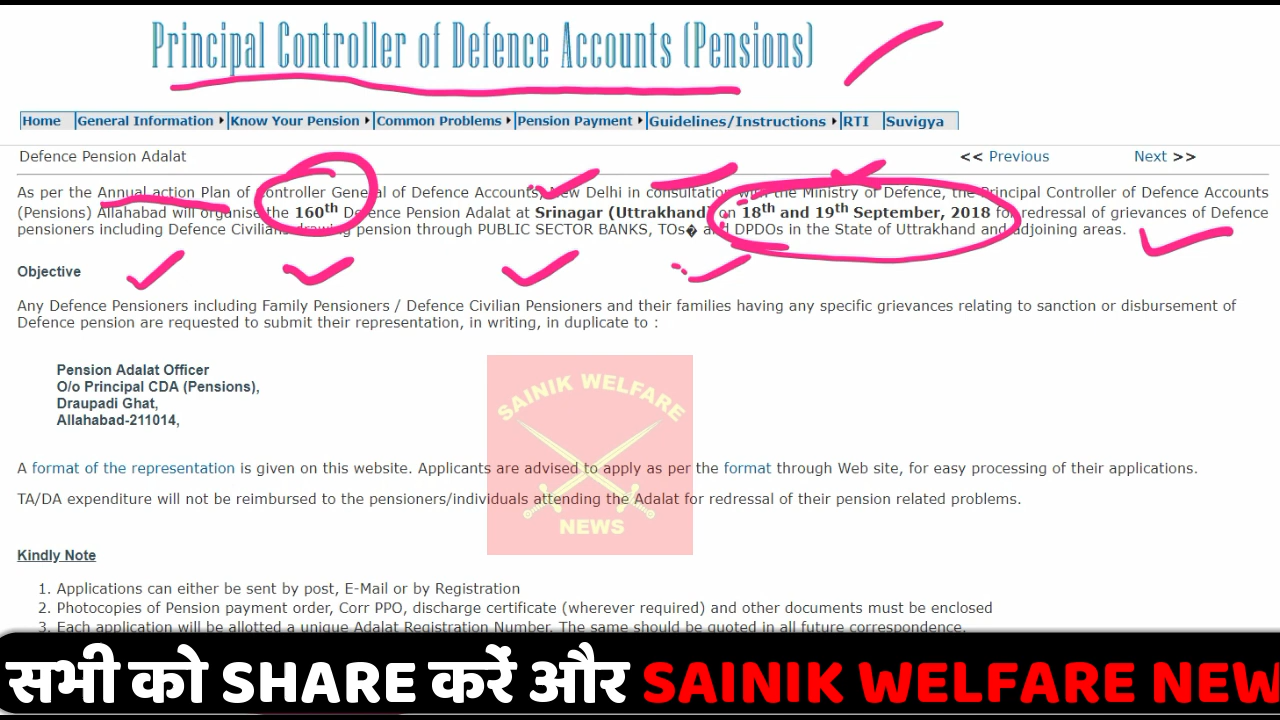 Principal Controller of Defence Accounts (Pensions)
Home General Information Know Your Pension Common Problems Pension Payment Guidelines/Instructions RTI Suvigya
Defence Pension Adalat << Previous Next >>
As per the Annual action Plan of Controller General of Defence Accounts, New Delhi in consultation with the Ministry of Defence, the Principal Controller of Defence Accounts
(Pensions) Allahabad will organise the 160th Defence Pension Adalat at Srinagar (Uttrakhand) on 18th and 19th September, 2018 for redressal of grievances of Defence
pensioners including Defence Civilians drawing pension through PUBLIC SECTOR BANKS, TOs� and DPDOs in the State of Uttrakhand and adjoining areas.
Objective
Any Defence Pensioners including Family Pensioners / Defence Civilian Pensioners and their families having any specific grievances relating to sanction or disbursement of
Defence pension are requested to submit their representation, in writing, in duplicate to :
Pension Adalat Officer
O/o Principal CDA (Pensions),
Draupadi Ghat,
Allahabad-211014,
SAINIK WELFARE
NEWS
A format of the representation is given on this website. Applicants are advised to apply as per the format through Web site, for easy processing of their applications.
TA/DA expenditure will not be reimbursed to the pensioners/individuals attending the Adalat for redressal of their pension related problems.
Kindly Note
1. Applications can either be sent by post, E-Mail or by Registration
2. Photocopies of Pension payment order, Corr PPO, discharge certificate (wherever required) and other documents must be enclosed
3. Each application will be allotted a unique Adalat Registration Number. The same should be quoted in all future correspondence.
सभी को SHARE करें और SAINIK WELFARE NEW